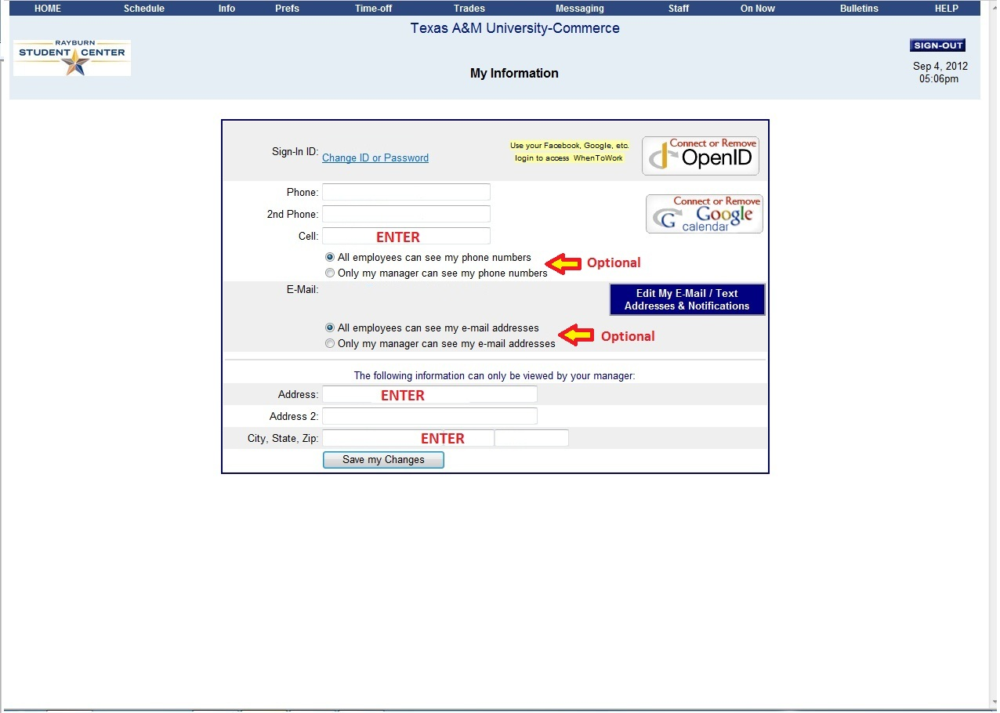 HOME Schedule Info Prefs Time-off Trades Messaging Staff On Now Bulletins HELP
Texas A&M University-Commerce
RAYBURN
STUDENT CENTER
SIGN-OUT
My Information
Sep 4, 2012
05:06pm
Sign-In ID: Change ID or Password
Use your Facebook, Google, etc.
login to access WhenToWork
Connect or Remove
OpenID
Phone:
2nd Phone:
Connect or Remove
Google
calendar
Cell: ENTER
All employees can see my phone numbers
Only my manager can see my phone numbers
Optional
E-Mail:
Edit My E-Mail / Text
Addresses & Notifications
All employees can see my e-mail addresses
Only my manager can see my e-mail addresses
Optional
The following information can only be viewed by your manager:
Address: ENTER
Address 2:
City, State, Zip: ENTER
Save my Changes